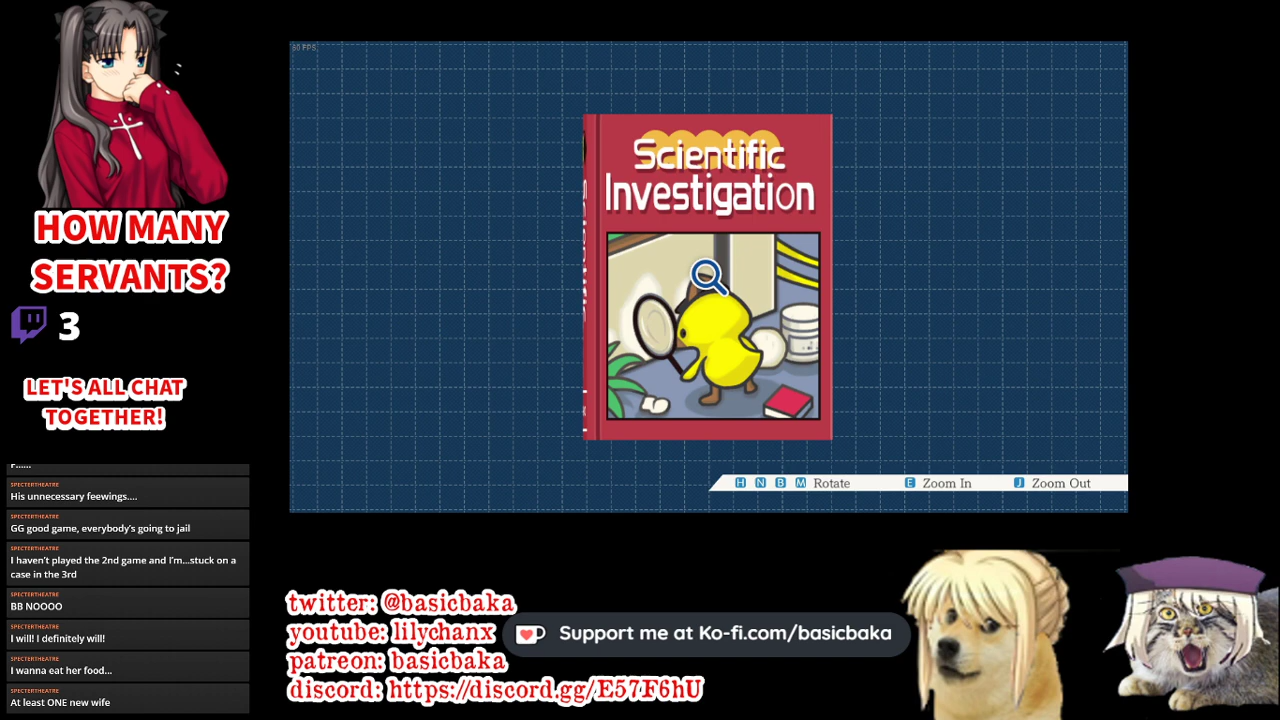 HOW MANY
SERVANTS?
3
LET'S ALL CHAT
TOGETHER!
SPECTERTHEATRE
His unnecessary feewings....
SPECTERTHEATRE
GG good game, everybody's going to jail
SPECTERTHEATRE
I haven't played the 2nd game and I'm...stuck on a
case in the 3rd
SPECTERTHEATRE
BB NOOOO
SPECTERTHEATRE
I will! I definitely will!
SPECTERTHEATRE
I wanna eat her food...
SPECTERTHEATRE
At least ONE new wife
60 FPS
Scientific
Investigation
H N B M Rotate E Zoom In J Zoom Out
twitter: @basicbaka
youtube: lilychanx
patreon: basicbaka
discord: https://discord.gg/E57F6hU
Support me at Ko-fi.com/basicbaka